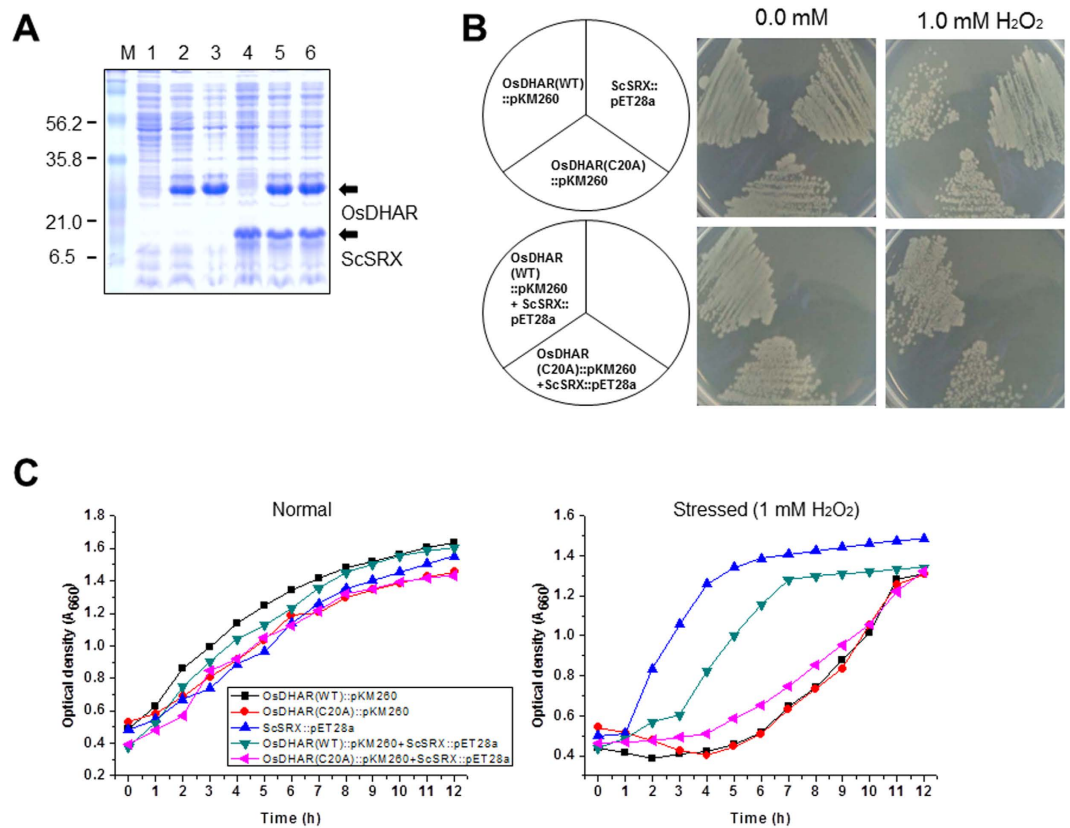 A
M 1 2 3 4 5 6
56.2
35.8
21.0
6.5
OsDHAR
ScSRX
B
0.0 mM
1.0 mM H₂O₂
OsDHAR(WT)
::pKM260
ScSRX::
pET28a
OsDHAR(C20A)
::pKM260
OsDHAR
(WT)
::pKM260
+ ScSRX::
pET28a
OsDHAR
(C20A)::pKM260
+ScSRX::pET28a
C
Normal
Optical density (A660)
1.8
1.6
1.4
1.2
1.0
0.8
0.6
0.4
0.2
OsDHAR(WT)::pKM260
OsDHAR(C20A)::pKM260
ScSRX::pET28a
OsDHAR(WT)::pKM260+ScSRX::pET28a
OsDHAR(C20A)::pKM260+ScSRX::pET28a
0 1 2 3 4 5 6 7 8 9 10 11 12
Time (h)
Stressed (1 mM H₂O₂)
Optical density (A660)
1.6
1.4
1.2
1.0
0.8
0.6
0.4
0 1 2 3 4 5 6 7 8 9 10 11 12
Time (h)